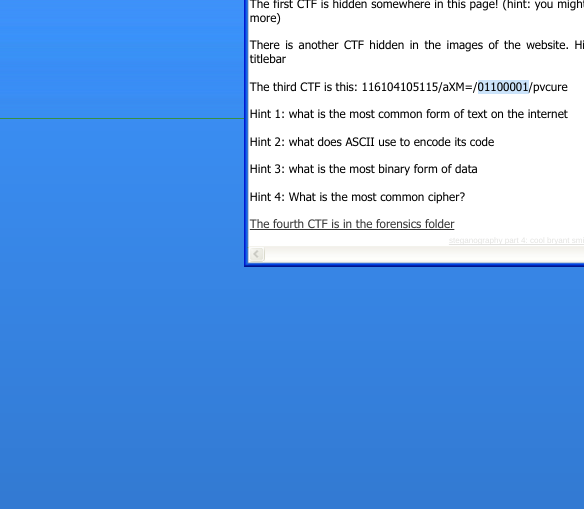 The first CTF is hidden somewhere in this page! (hint: you might
more)
There is another CTF hidden in the images of the website. Hi
titlebar
The third CTF is this: 116104105115/aXM=/01100001/pvcure
Hint 1: what is the most common form of text on the internet
Hint 2: what does ASCII use to encode its code
Hint 3: what is the most binary form of data
Hint 4: What is the most common cipher?
The fourth CTF is in the forensics folder
steganography part 4: cool bryant